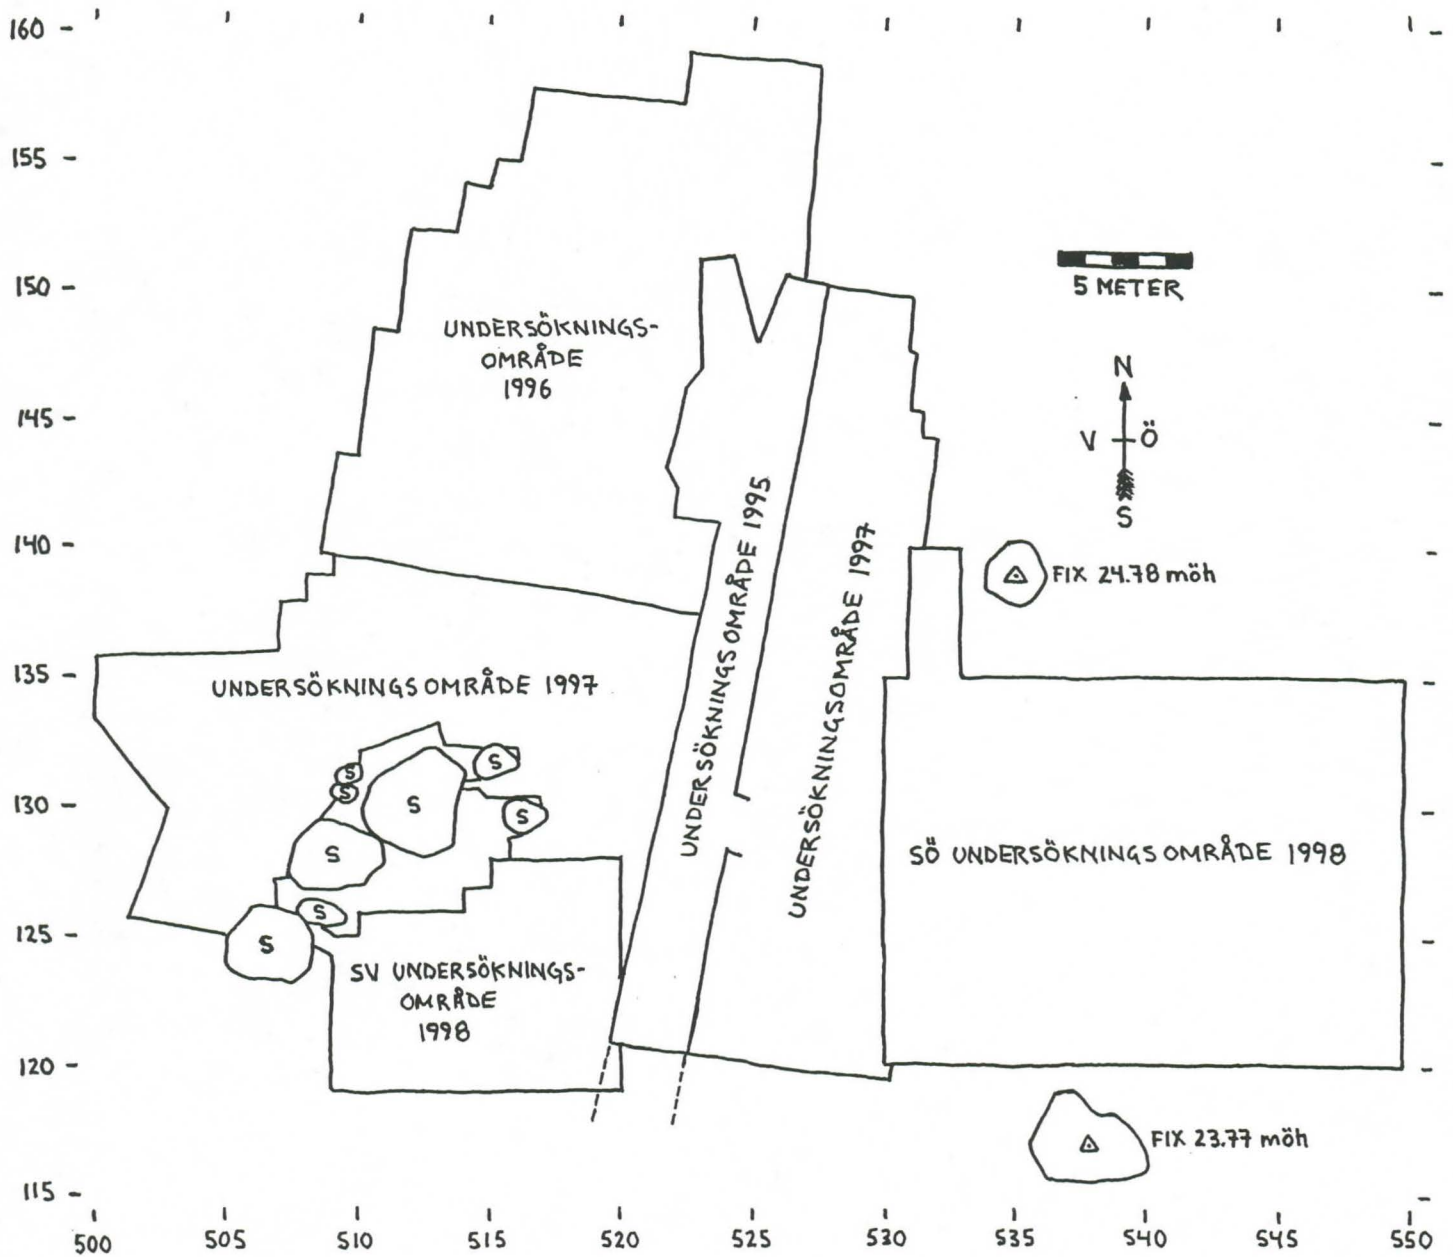 160
155
150
5 METER
UNDERSÖKNINGS-
OMRÅDE
1996
N
V Ö
S
145
140
UNDERSÖKNINGSOMRÅDE 1995
UNDERSÖKNINGSOMRÅDE 1997
FIX 24.78 möh
135
UNDERSÖKNINGSOMRÅDE 1997
S
S
S
S
130
S
S
SÖ UNDERSÖKNINGSOMRÅDE 1998
S
125
S
SV UNDERSÖKNINGS-
OMRÅDE
1998
120
FIX 23.77 möh
115
500 505 510 515 520 525 530 535 540 545 550